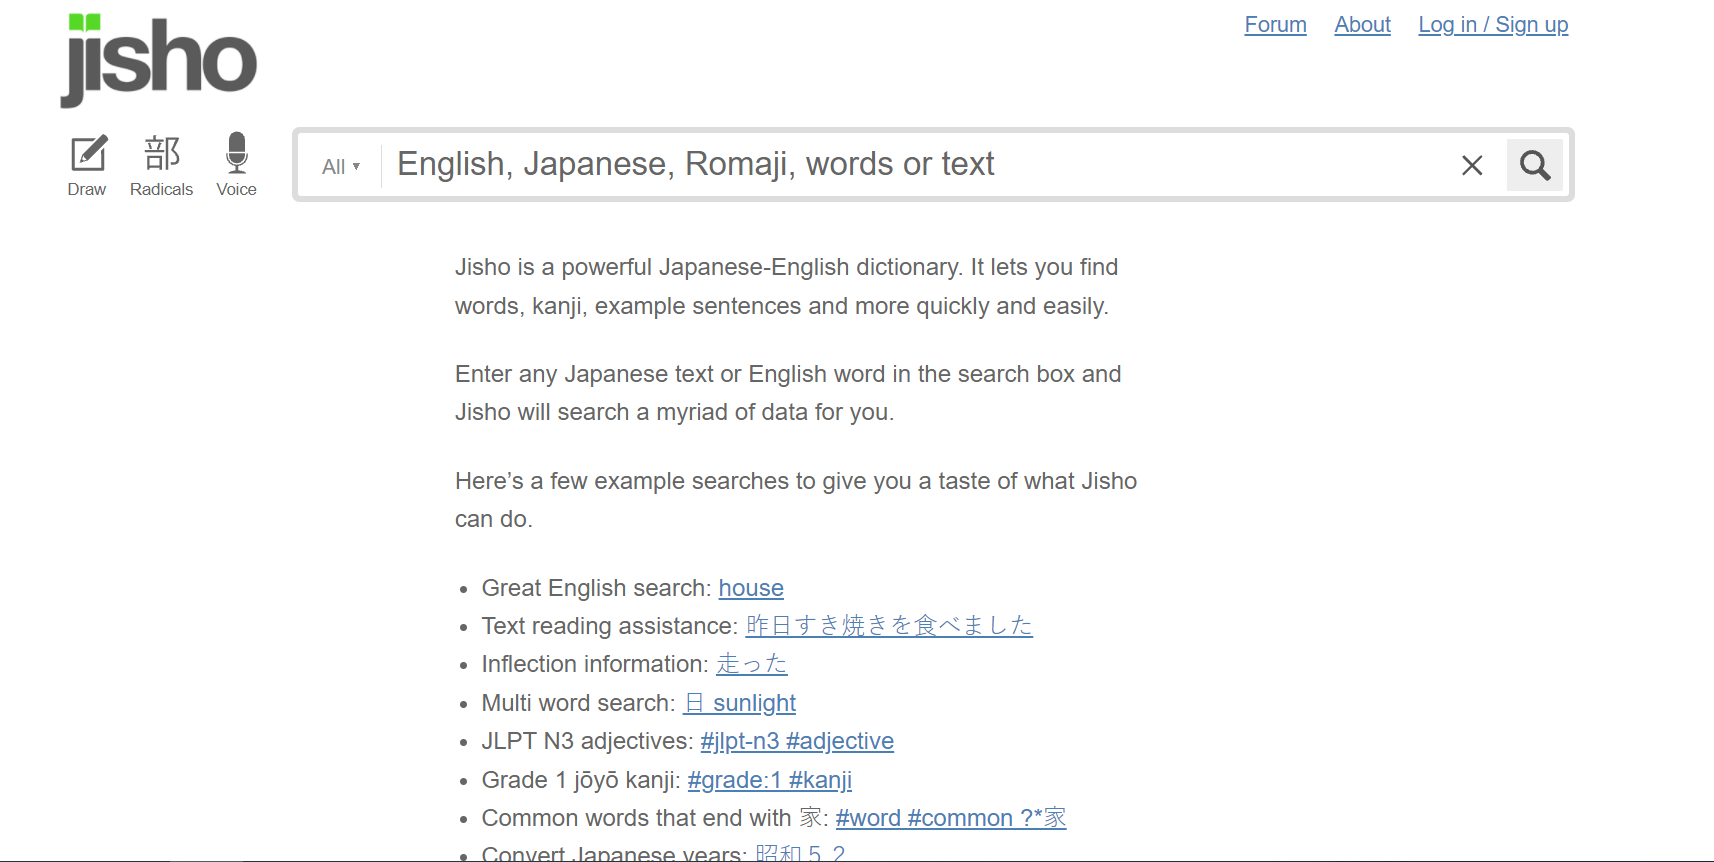 jisho
Forum About Log in / Sign up
Draw 部 Radicals Voice
All ▾ English, Japanese, Romaji, words or text
Jisho is a powerful Japanese-English dictionary. It lets you find
words, kanji, example sentences and more quickly and easily.
Enter any Japanese text or English word in the search box and
Jisho will search a myriad of data for you.
Here’s a few example searches to give you a taste of what Jisho
can do.
• Great English search: house
• Text reading assistance: 昨日すき焼きを食べました
• Inflection information: 走った
• Multi word search: 日 sunlight
• JLPT N3 adjectives: #jlpt-n3 #adjective
• Grade 1 jōyō kanji: #grade:1 #kanji
• Common words that end with 家: #word #common ?*家
• Convert Japanese years: 昭和５２